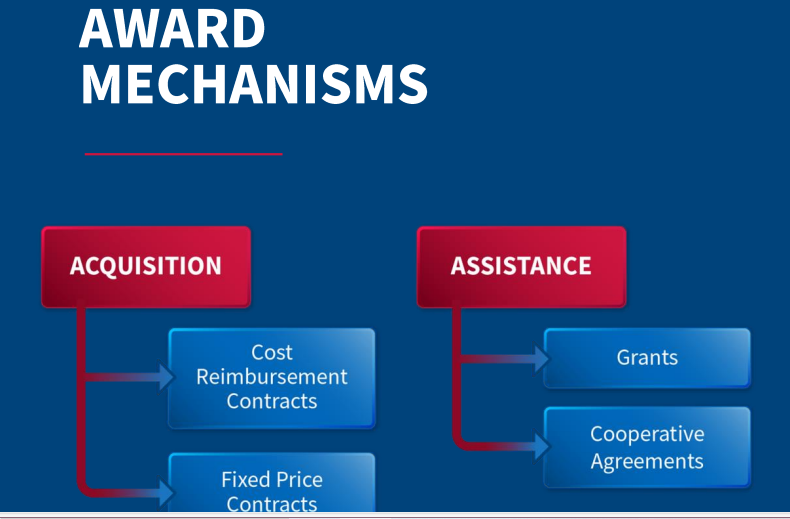 AWARD
MECHANISMS
ACQUISITION
Cost
Reimbursement
Contracts
Fixed Price
Contracts
ASSISTANCE
Grants
Cooperative
Agreements